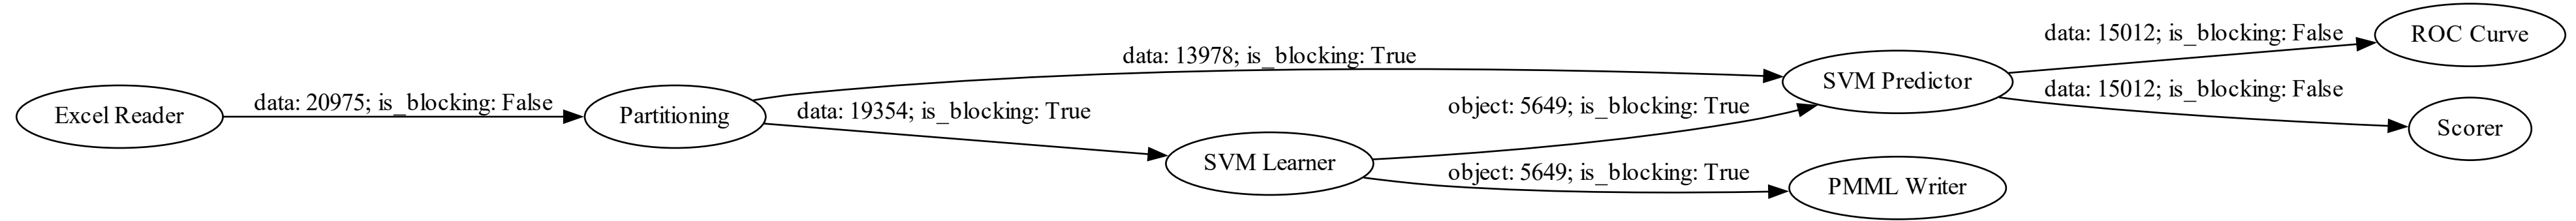 Excel Reader
data: 20975; is_blocking: False
Partitioning
data: 13978; is_blocking: True
data: 19354; is_blocking: True
SVM Learner
object: 5649; is_blocking: True
object: 5649; is_blocking: True
SVM Predictor
PMML Writer
data: 15012; is_blocking: False
data: 15012; is_blocking: False
ROC Curve
Scorer